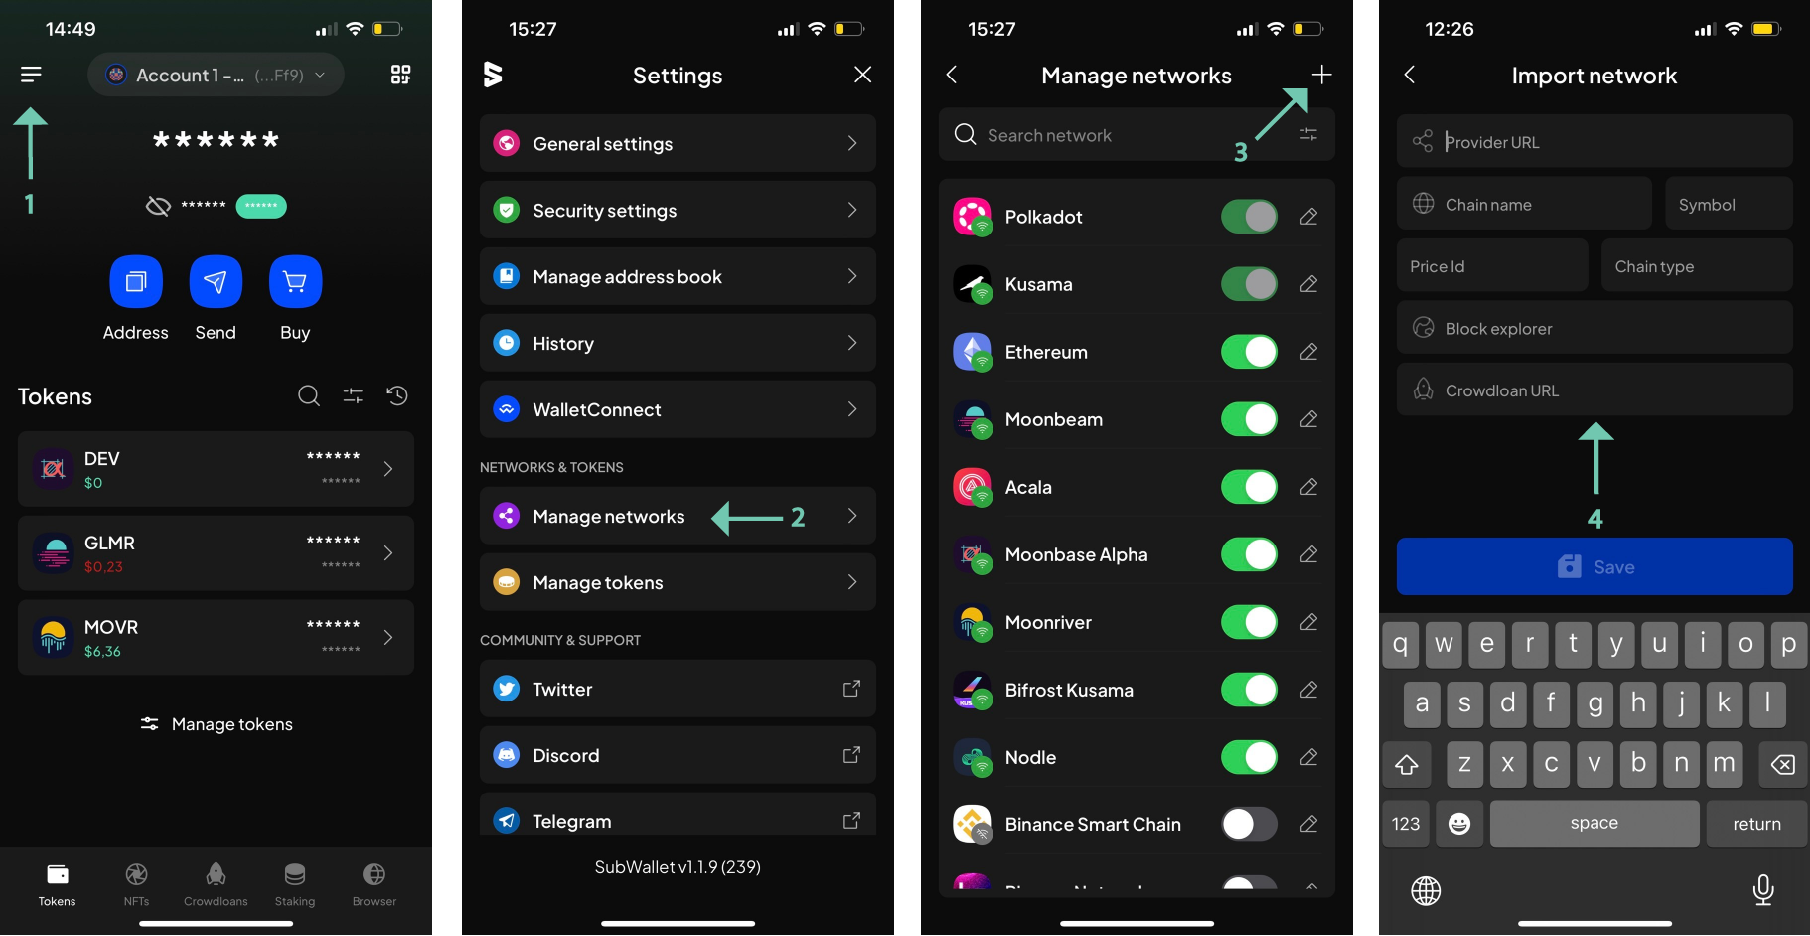 14:49
Account 1 –... (...Ff9)
1
******
****** ******
Address
Send
Buy
Tokens
DEV
******
$0
******
GLMR
******
$0,23
******
MOVR
******
$6,36
******
Manage tokens
Tokens
NFTs
Crowdloans
Staking
Browser
15:27
Settings
General settings
Security settings
Manage address book
History
WalletConnect
NETWORKS & TOKENS
Manage networks
2
Manage tokens
COMMUNITY & SUPPORT
Twitter
Discord
Telegram
SubWallet v1.1.9 (239)
15:27
Manage networks
Search network
3
Polkadot
Kusama
Ethereum
Moonbeam
Acala
Moonbase Alpha
Moonriver
Bifrost Kusama
Nodle
Binance Smart Chain
12:26
Import network
Provider URL
Chain name
Symbol
Price Id
Chain type
Block explorer
Crowdloan URL
4
Save
q w e r t y u i o p
a s d f g h j k l
z x c v b n m
123
space
return